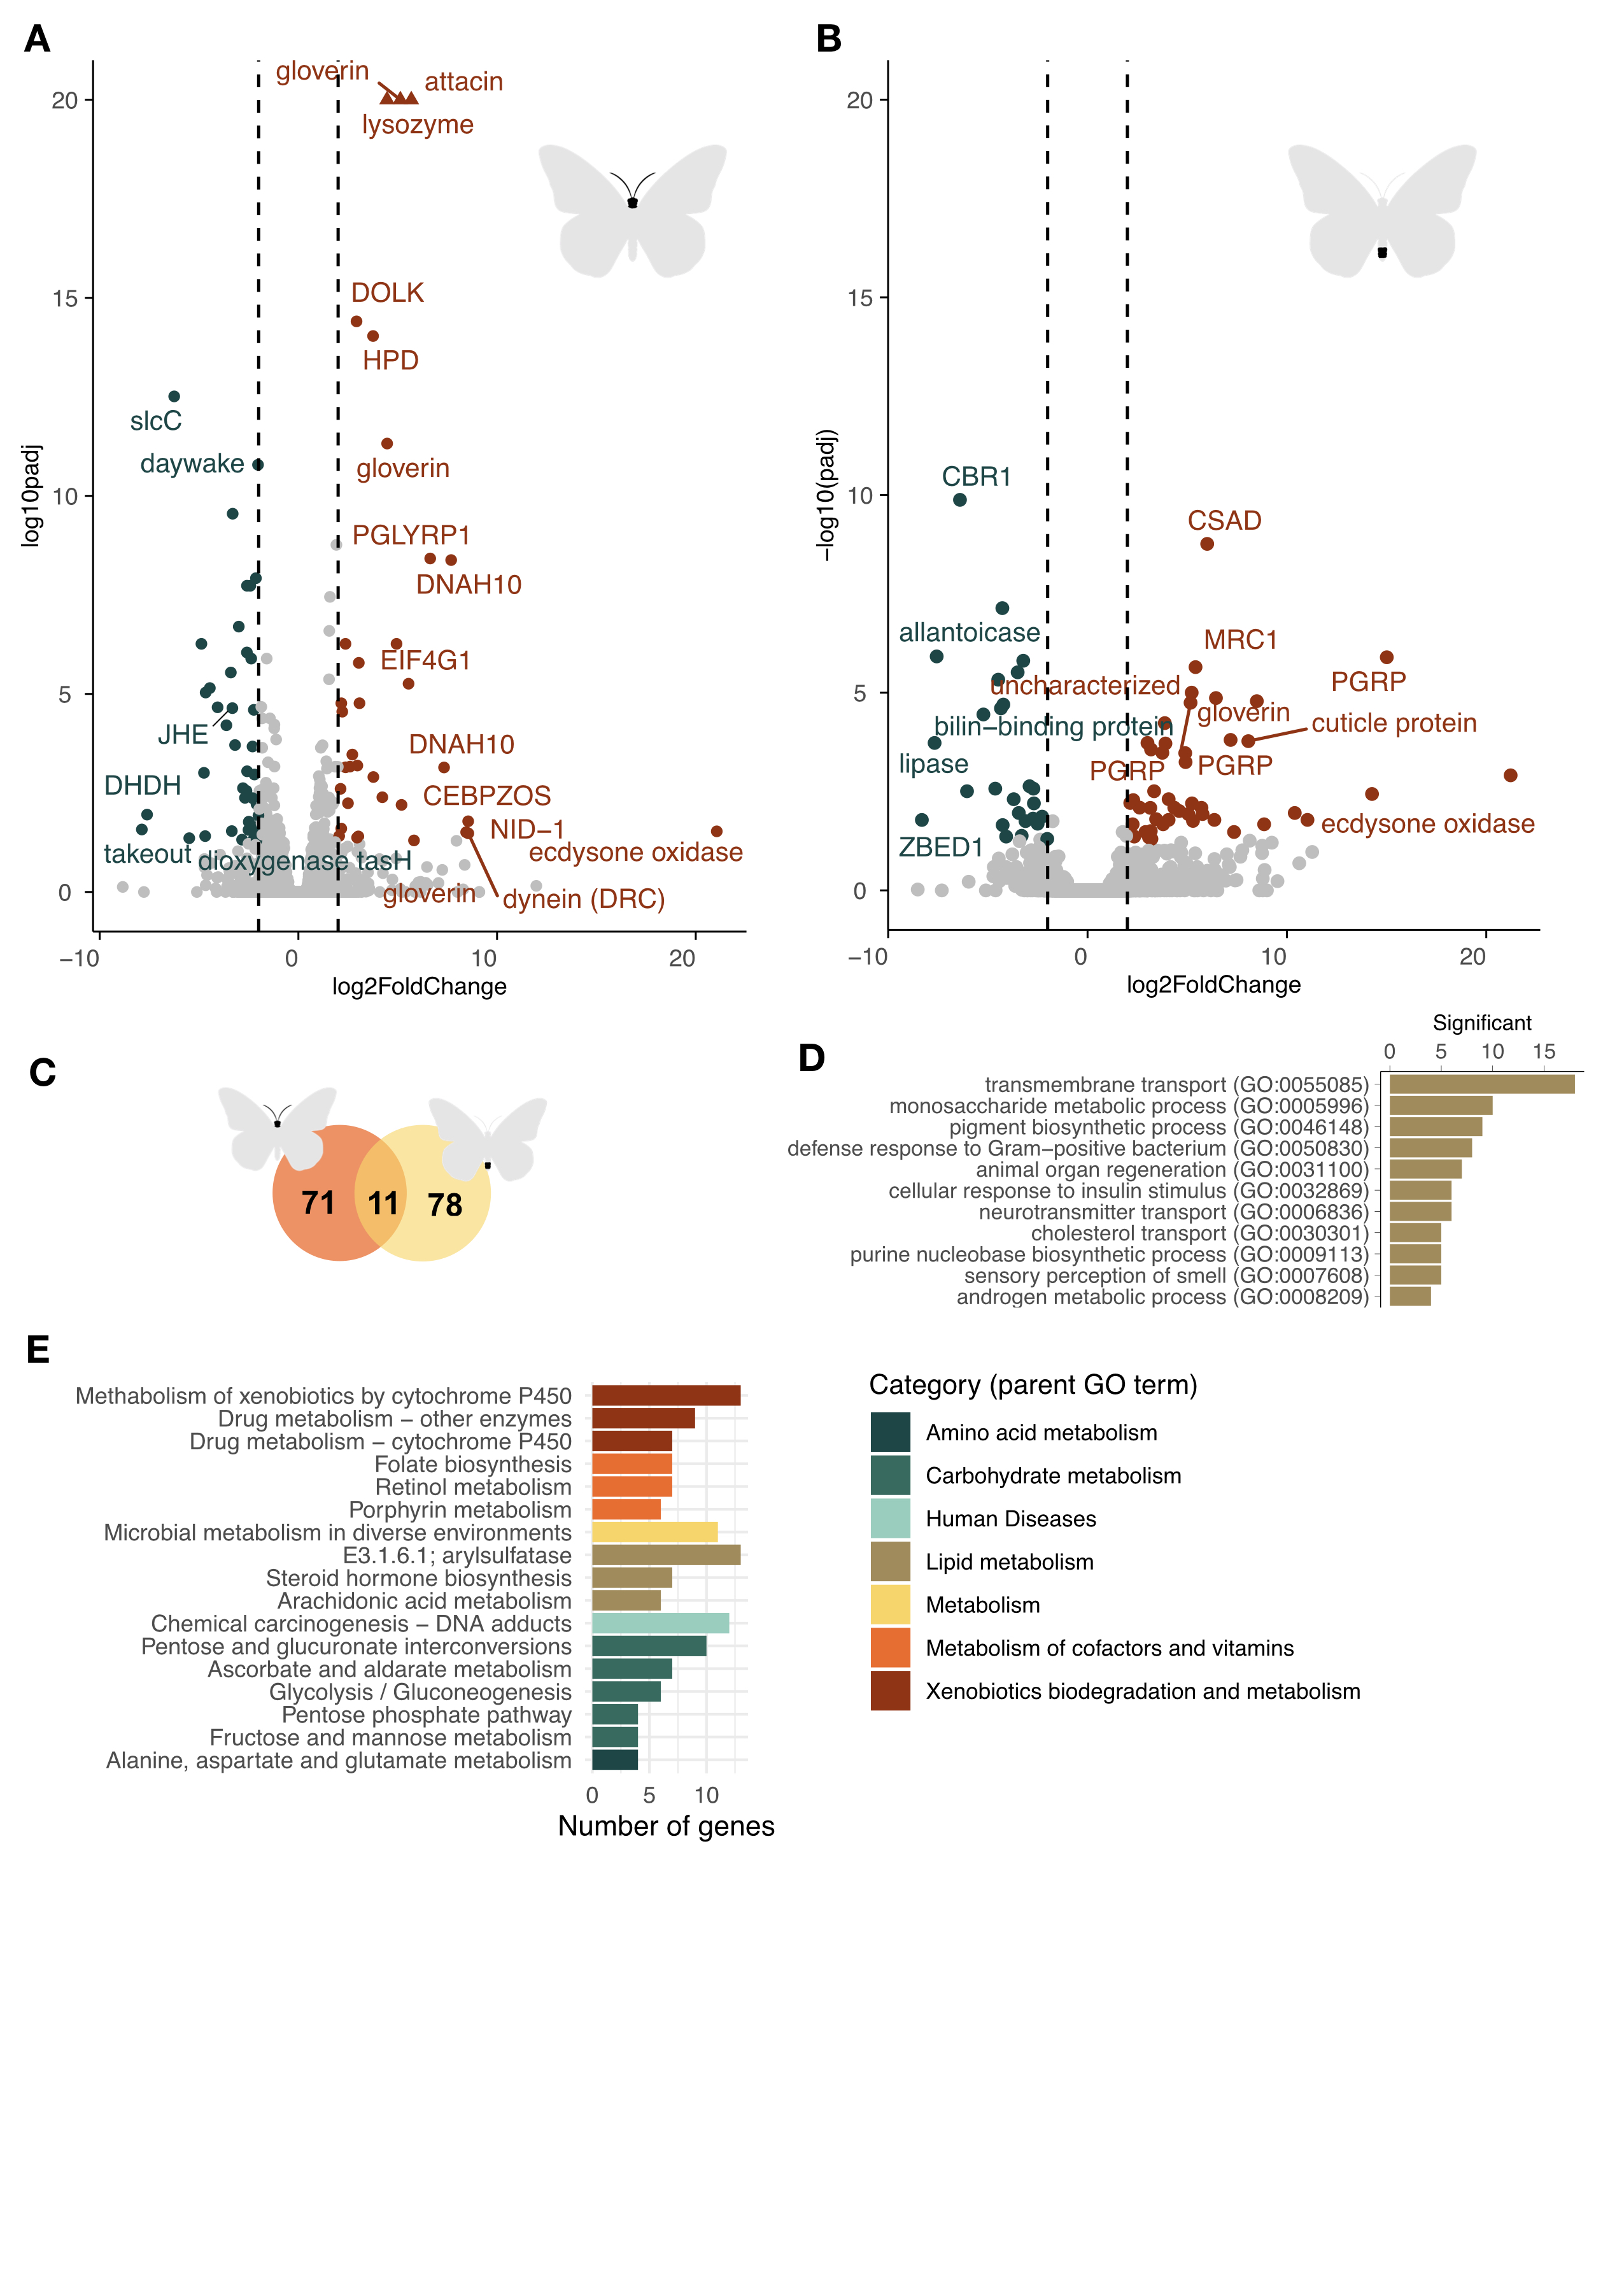 A
gloverin
attacin
lysozyme
20
15
10
5
0
log10padj
DOLK
HPD
slcC
daywake
gloverin
PGLYRP1
DNAH10
EIF4G1
JHE
DNAH10
DHDH
CEBPZOS
NID−1
takeout
dioxygenase tasH
ecdysone oxidase
gloverin
dynein (DRC)
−10
0
10
20
log2FoldChange
B
20
15
10
5
0
−log10(padj)
CBR1
CSAD
allantoicase
MRC1
uncharacterized
PGRP
gloverin
bilin−binding protein
cuticle protein
lipase
PGRP
PGRP
ZBED1
ecdysone oxidase
−10
0
10
20
log2FoldChange
C
71
11
78
D
Significant
0 5 10 15
transmembrane transport (GO:0055085)
monosaccharide metabolic process (GO:0005996)
pigment biosynthetic process (GO:0046148)
defense response to Gram−positive bacterium (GO:0050830)
animal organ regeneration (GO:0031100)
cellular response to insulin stimulus (GO:0032869)
neurotransmitter transport (GO:0006836)
cholesterol transport (GO:0030301)
purine nucleobase biosynthetic process (GO:0009113)
sensory perception of smell (GO:0007608)
androgen metabolic process (GO:0008209)
E
Methabolism of xenobiotics by cytochrome P450
Drug metabolism − other enzymes
Drug metabolism − cytochrome P450
Folate biosynthesis
Retinol metabolism
Porphyrin metabolism
Microbial metabolism in diverse environments
E3.1.6.1; arylsulfatase
Steroid hormone biosynthesis
Arachidonic acid metabolism
Chemical carcinogenesis − DNA adducts
Pentose and glucuronate interconversions
Ascorbate and aldarate metabolism
Glycolysis / Gluconeogenesis
Pentose phosphate pathway
Fructose and mannose metabolism
Alanine, aspartate and glutamate metabolism
0 5 10
Number of genes
Category (parent GO term)
Amino acid metabolism
Carbohydrate metabolism
Human Diseases
Lipid metabolism
Metabolism
Metabolism of cofactors and vitamins
Xenobiotics biodegradation and metabolism